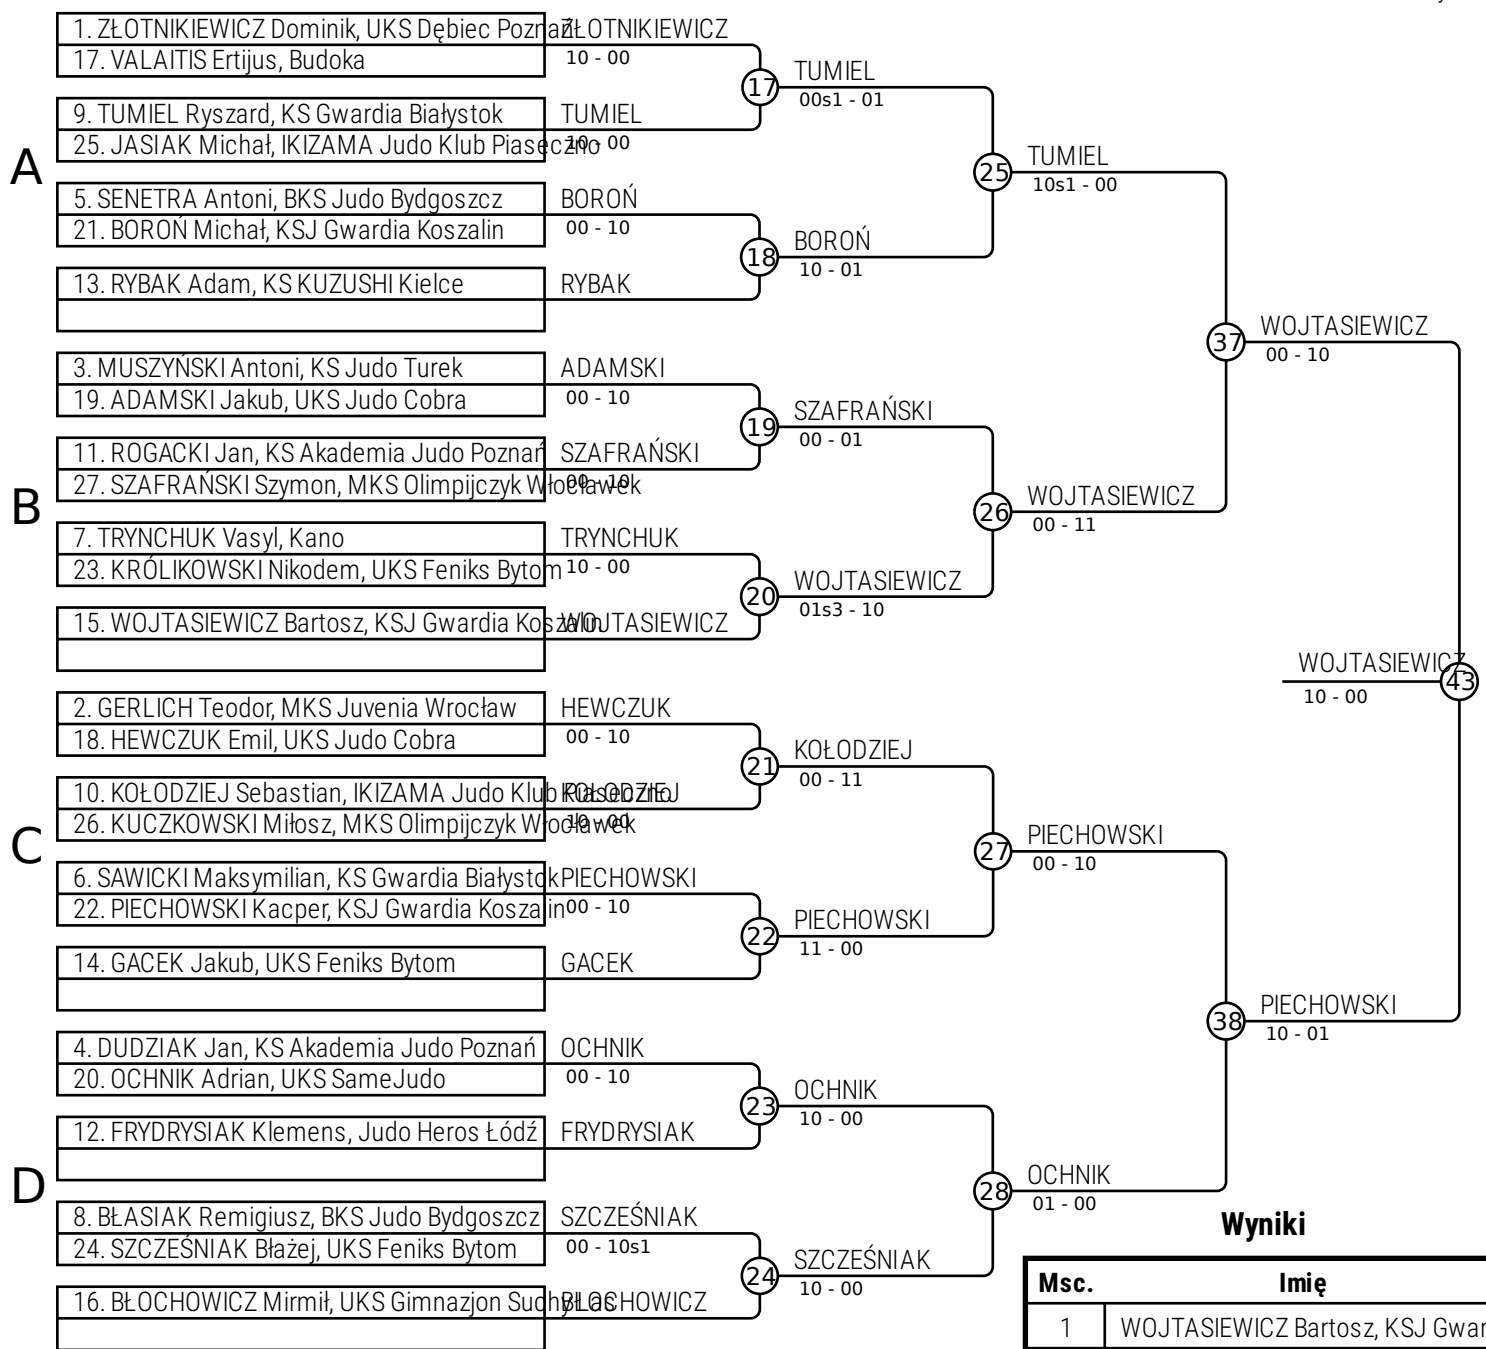 1. ZŁOTNIKIEWICZ Dominik, UKS Dębiec Poznań
ZŁOTNIKIEWICZ
17. VALAITIS Ertijus, Budoka
10 - 00
17
TUMIEL
00s1 - 01
9. TUMIEL Ryszard, KS Gwardia Białystok
TUMIEL
25. JASIAK Michał, IKIZAMA Judo Klub Piaseczno
10 - 00
A
25
TUMIEL
10s1 - 00
5. SENETRA Antoni, BKS Judo Bydgoszcz
BOROŃ
21. BOROŃ Michał, KSJ Gwardia Koszalin
00 - 10
18
BOROŃ
10 - 01
13. RYBAK Adam, KS KUZUSHI Kielce
RYBAK
37
WOJTASIEWICZ
00 - 10
3. MUSZYŃSKI Antoni, KS Judo Turek
ADAMSKI
19. ADAMSKI Jakub, UKS Judo Cobra
00 - 10
19
SZAFRAŃSKI
00 - 01
11. ROGACKI Jan, KS Akademia Judo Poznań
SZAFRAŃSKI
27. SZAFRAŃSKI Szymon, MKS Olimpijczyk Włocławek
00 - 10
B
26
WOJTASIEWICZ
00 - 11
7. TRYNCHUK Vasyl, Kano
TRYNCHUK
23. KRÓLIKOWSKI Nikodem, UKS Feniks Bytom
10 - 00
20
WOJTASIEWICZ
01s3 - 10
15. WOJTASIEWICZ Bartosz, KSJ Gwardia Koszalin
WOJTASIEWICZ
WOJTASIEWICZ
43
10 - 00
2. GERLICH Teodor, MKS Juvenia Wrocław
HEWCZUK
18. HEWCZUK Emil, UKS Judo Cobra
00 - 10
21
KOŁODZIEJ
00 - 11
10. KOŁODZIEJ Sebastian, IKIZAMA Judo Klub Piaseczno
KOŁODZIEJ
26. KUCZKOWSKI Miłosz, MKS Olimpijczyk Włocławek
10 - 00
C
27
PIECHOWSKI
00 - 10
6. SAWICKI Maksymilian, KS Gwardia Białystok
PIECHOWSKI
22. PIECHOWSKI Kacper, KSJ Gwardia Koszalin
00 - 10
22
PIECHOWSKI
11 - 00
14. GACEK Jakub, UKS Feniks Bytom
GACEK
38
PIECHOWSKI
10 - 01
4. DUDZIAK Jan, KS Akademia Judo Poznań
OCHNIK
20. OCHNIK Adrian, UKS SameJudo
00 - 10
23
OCHNIK
10 - 00
12. FRYDRYSIAK Klemens, Judo Heros Łódź
FRYDRYSIAK
D
28
OCHNIK
01 - 00
8. BŁASIAK Remigiusz, BKS Judo Bydgoszcz
SZCZEŚNIAK
24. SZCZEŚNIAK Błażej, UKS Feniks Bytom
00 - 10s1
24
SZCZEŚNIAK
10 - 00
16. BŁOCHOWICZ Mirmił, UKS Gimnazjon Suchy Las
BŁOCHOWICZ
Wyniki
Msc. Imię
1 WOJTASIEWICZ Bartosz, KSJ Gwar